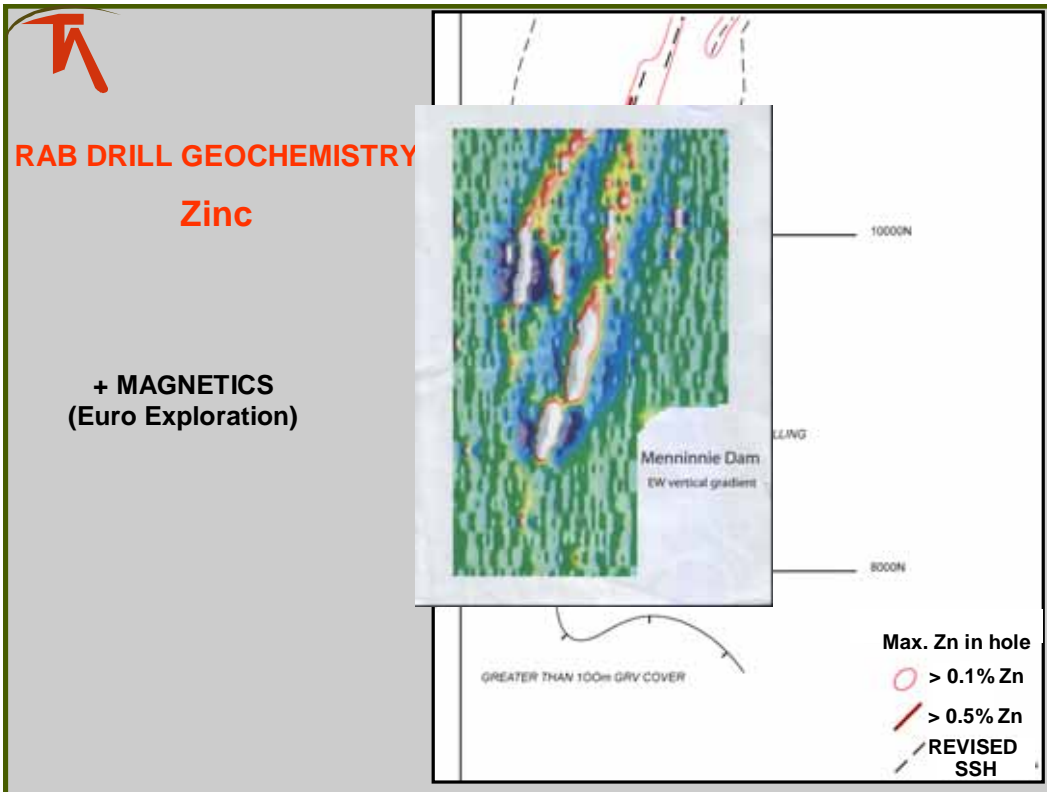 RAB DRILL GEOCHEMISTRY
Zinc
+ MAGNETICS
(Euro Exploration)
10000N
LLING
Menninnie Dam
EW vertical gradient
8000N
GREATER THAN 100m GRV COVER
Max. Zn in hole
> 0.1% Zn
> 0.5% Zn
REVISED
SSH